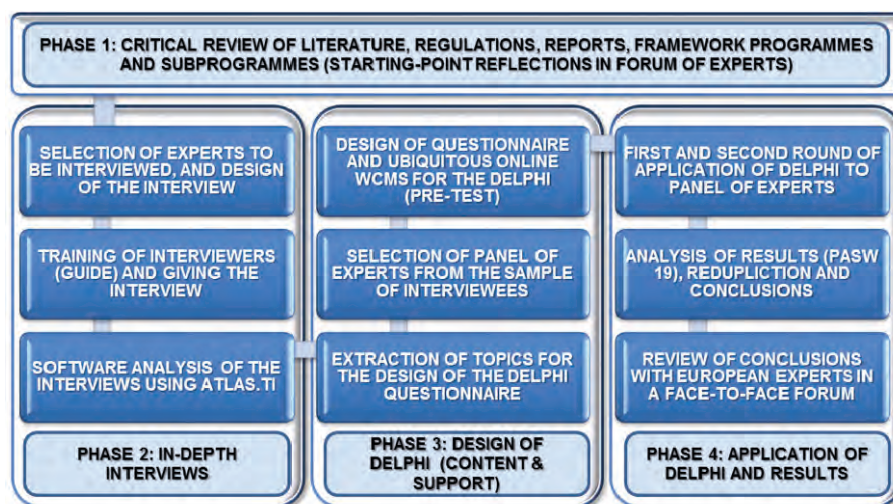 PHASE 1: CRITICAL REVIEW OF LITERATURE, REGULATIONS, REPORTS, FRAMEWORK PROGRAMMES
AND SUBPROGRAMMES (STARTING-POINT REFLECTIONS IN FORUM OF EXPERTS)
SELECTION OF EXPERTS TO
BE INTERVIEWED, AND DESIGN
OF THE INTERVIEW
TRAINING OF INTERVIEWERS
(GUIDE) AND GIVING THE
INTERVIEW
SOFTWARE ANALYSIS OF THE
INTERVIEWS USING ATLAS.TI
PHASE 2: IN-DEPTH
INTERVIEWS
DESIGN OF QUESTIONNAIRE
AND UBIQUITOUS ONLINE
WCMS FOR THE DELPHI
(PRE-TEST)
SELECTION OF PANEL OF
EXPERTS FROM THE SAMPLE
OF INTERVIEWEES
EXTRACTION OF TOPICS FOR
THE DESIGN OF THE DELPHI
QUESTIONNAIRE
PHASE 3: DESIGN OF
DELPHI (CONTENT &
SUPPORT)
FIRST AND SECOND ROUND OF
APPLICATION OF DELPHI TO
PANEL OF EXPERTS
ANALYSIS OF RESULTS (PASW
19), REDUPLICTION AND
CONCLUSIONS
REVIEW OF CONCLUSIONS
WITH EUROPEAN EXPERTS IN
A FACE-TO-FACE FORUM
PHASE 4: APPLICATION OF
DELPHI AND RESULTS